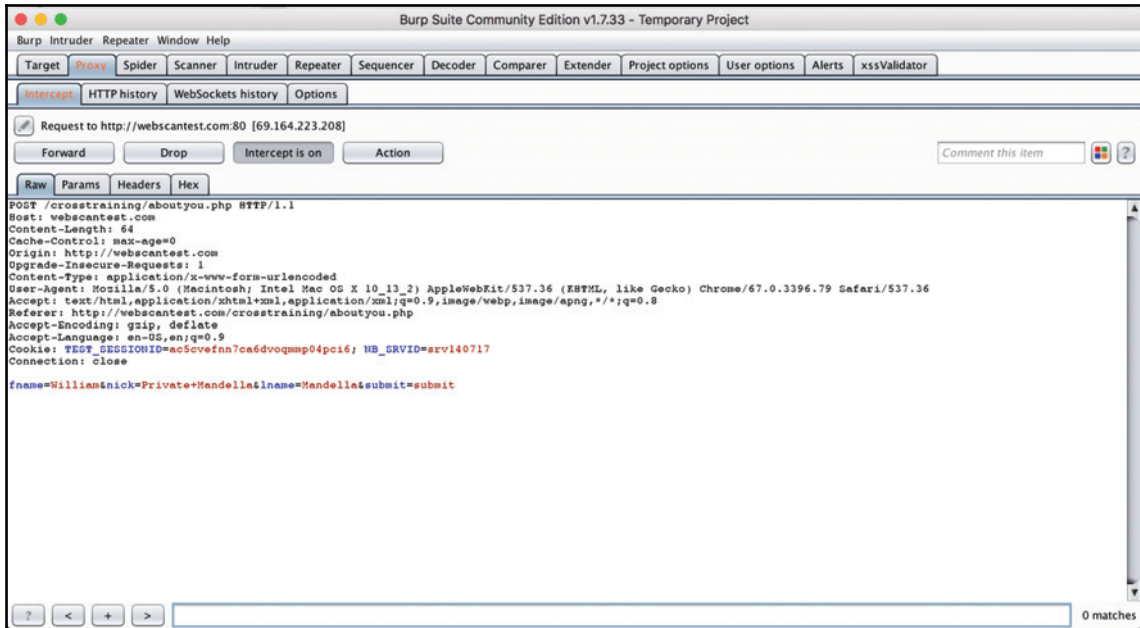 Burp Suite Community Edition v1.7.33 - Temporary Project
Burp Intruder Repeater Window Help
Target Proxy Spider Scanner Intruder Repeater Sequencer Decoder Comparer Extender Project options User options Alerts xssValidator
Intercept HTTP history WebSockets history Options
Request to http://webscantest.com:80 [69.164.223.208]
Forward Drop Intercept is on Action Comment this item ?
Raw Params Headers Hex
POST /crosstraining/aboutyou.php HTTP/1.1
Host: webscantest.com
Content-Length: 64
Cache-Control: max-age=0
Origin: http://webscantest.com
Upgrade-Insecure-Requests: 1
Content-Type: application/x-www-form-urlencoded
User-Agent: Mozilla/5.0 (Macintosh; Intel Mac OS X 10_13_2) AppleWebKit/537.36 (KHTML, like Gecko) Chrome/67.0.3396.79 Safari/537.36
Accept: text/html,application/xhtml+xml,application/xml;q=0.9,image/webp,image/apng,*/*;q=0.8
Referer: http://webscantest.com/crosstraining/aboutyou.php
Accept-Encoding: gzip, deflate
Accept-Language: en-US,en;q=0.9
Cookie: TEST_SESSIONID=ac5cvefnn7ca6dvoqmmp04pci6; NB_SRVID=srv140717
Connection: close
fname=William&nick=Private+Mandella&lname=Mandella&submit=submit
? < + > 0 matches